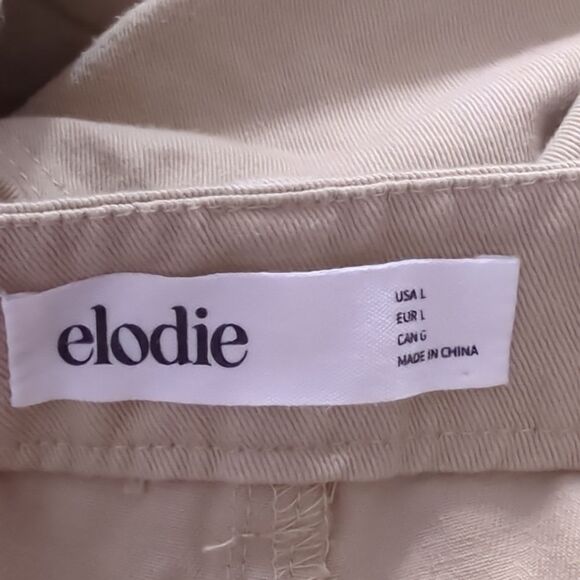 elodie
USA L
EUR L
CAN G
MADE IN CHINA